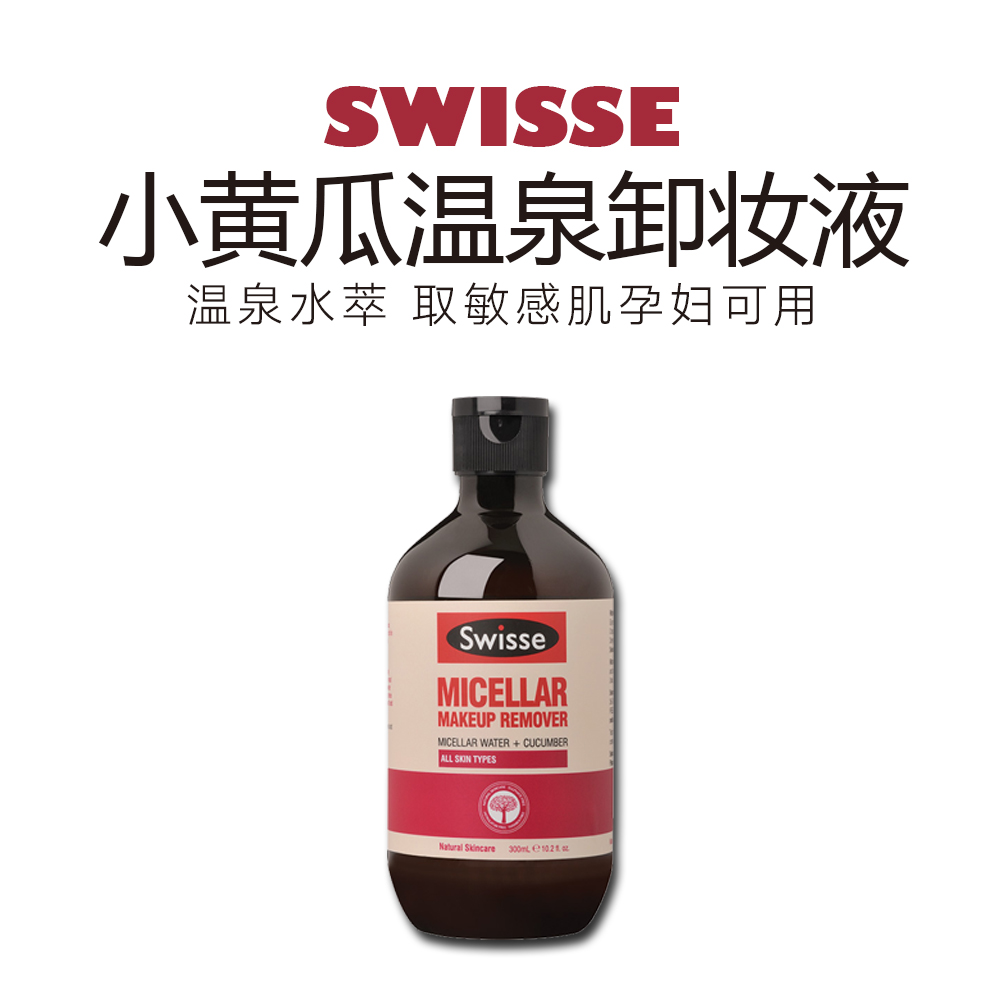 SWISSE
小黄瓜温泉卸妆液
温泉水萃 取敏感肌孕妇可用
Swisse
MICELLAR
MAKEUP REMOVER
MICELLAR WATER + CUCUMBER
ALL SKIN TYPES
Natural Skincare 300mL ℮ 10.2 fl. oz.